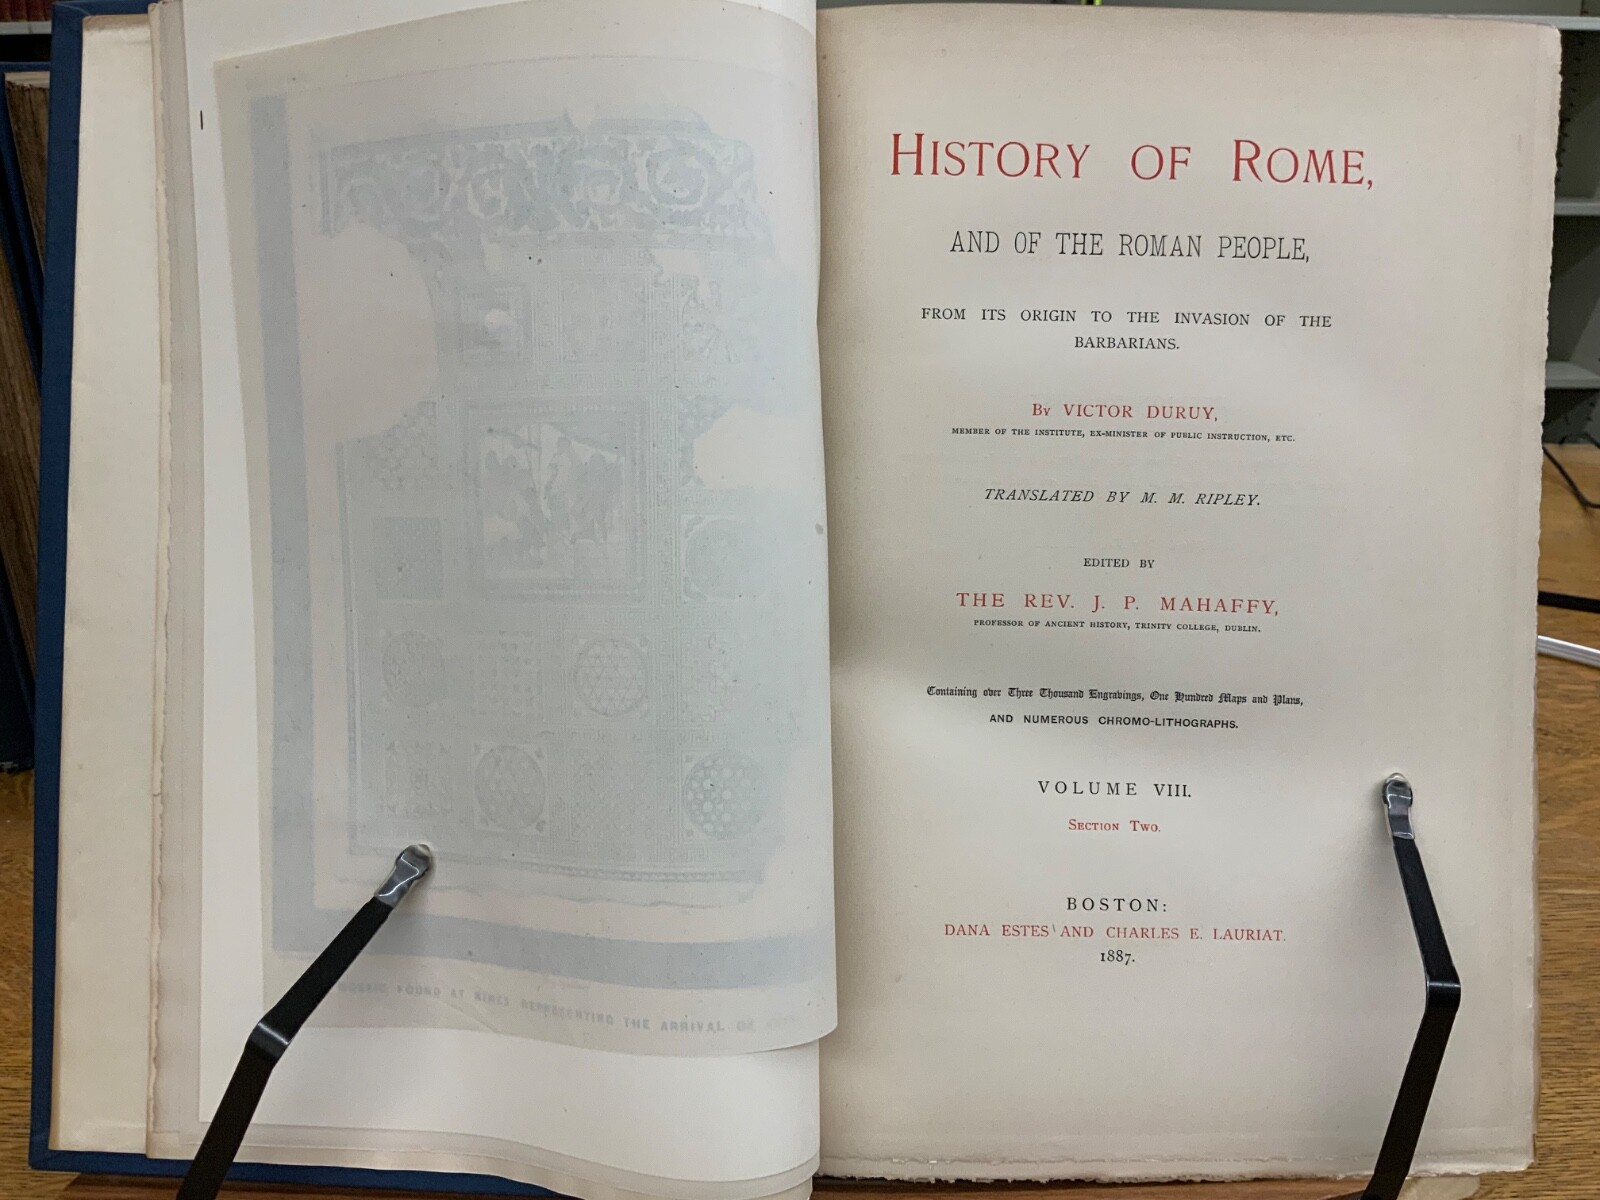 MOSAIC FOUND AT NIMES REPRESENTING THE ARRIVAL OF
HISTORY OF ROME,
AND OF THE ROMAN PEOPLE,
FROM ITS ORIGIN TO THE INVASION OF THE
BARBARIANS.
By VICTOR DURUY,
MEMBER OF THE INSTITUTE, EX-MINISTER OF PUBLIC INSTRUCTION, ETC.
TRANSLATED BY M. M. RIPLEY.
EDITED BY
THE REV. J. P. MAHAFFY,
PROFESSOR OF ANCIENT HISTORY, TRINITY COLLEGE, DUBLIN.
Containing over Three Thousand Engravings, One Hundred Maps and Plans,
AND NUMEROUS CHROMO-LITHOGRAPHS.
VOLUME VIII.
SECTION TWO.
BOSTON:
DANA ESTES AND CHARLES E. LAURIAT.
1887.